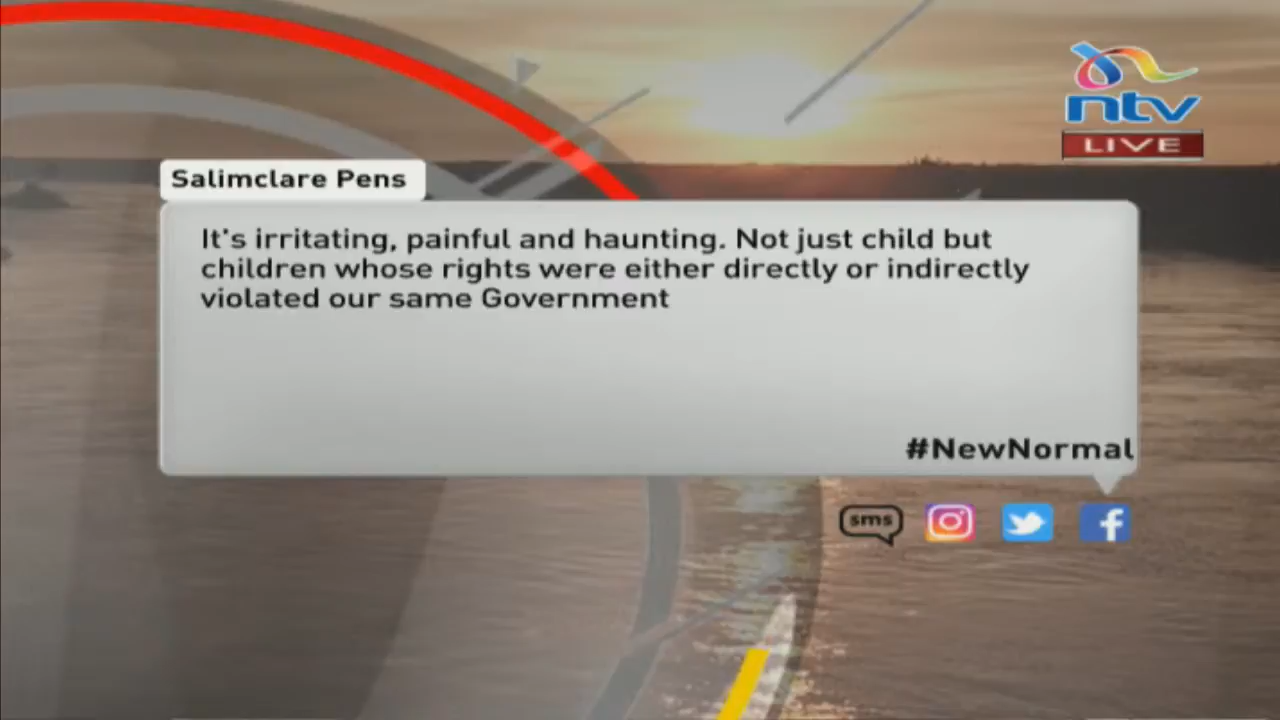 ntv
LIVE
Salimclare Pens
It's irritating, painful and haunting. Not just child but
children whose rights were either directly or indirectly
violated our same Government
#NewNormal
sms